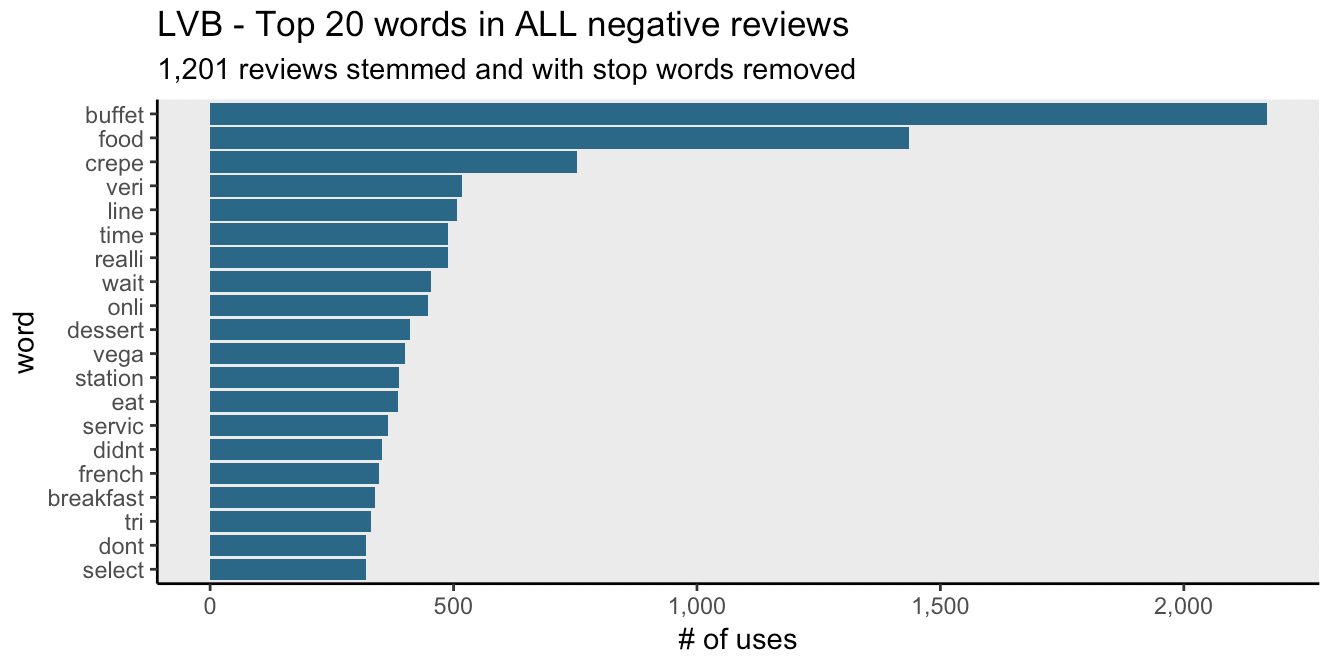 LVB - Top 20 words in ALL negative reviews
1,201 reviews stemmed and with stop words removed
word
buffet
food
crepe
veri
line
time
realli
wait
onli
dessert
vega
station
eat
servic
didnt
french
breakfast
tri
dont
select
0 500 1,000 1,500 2,000
# of uses